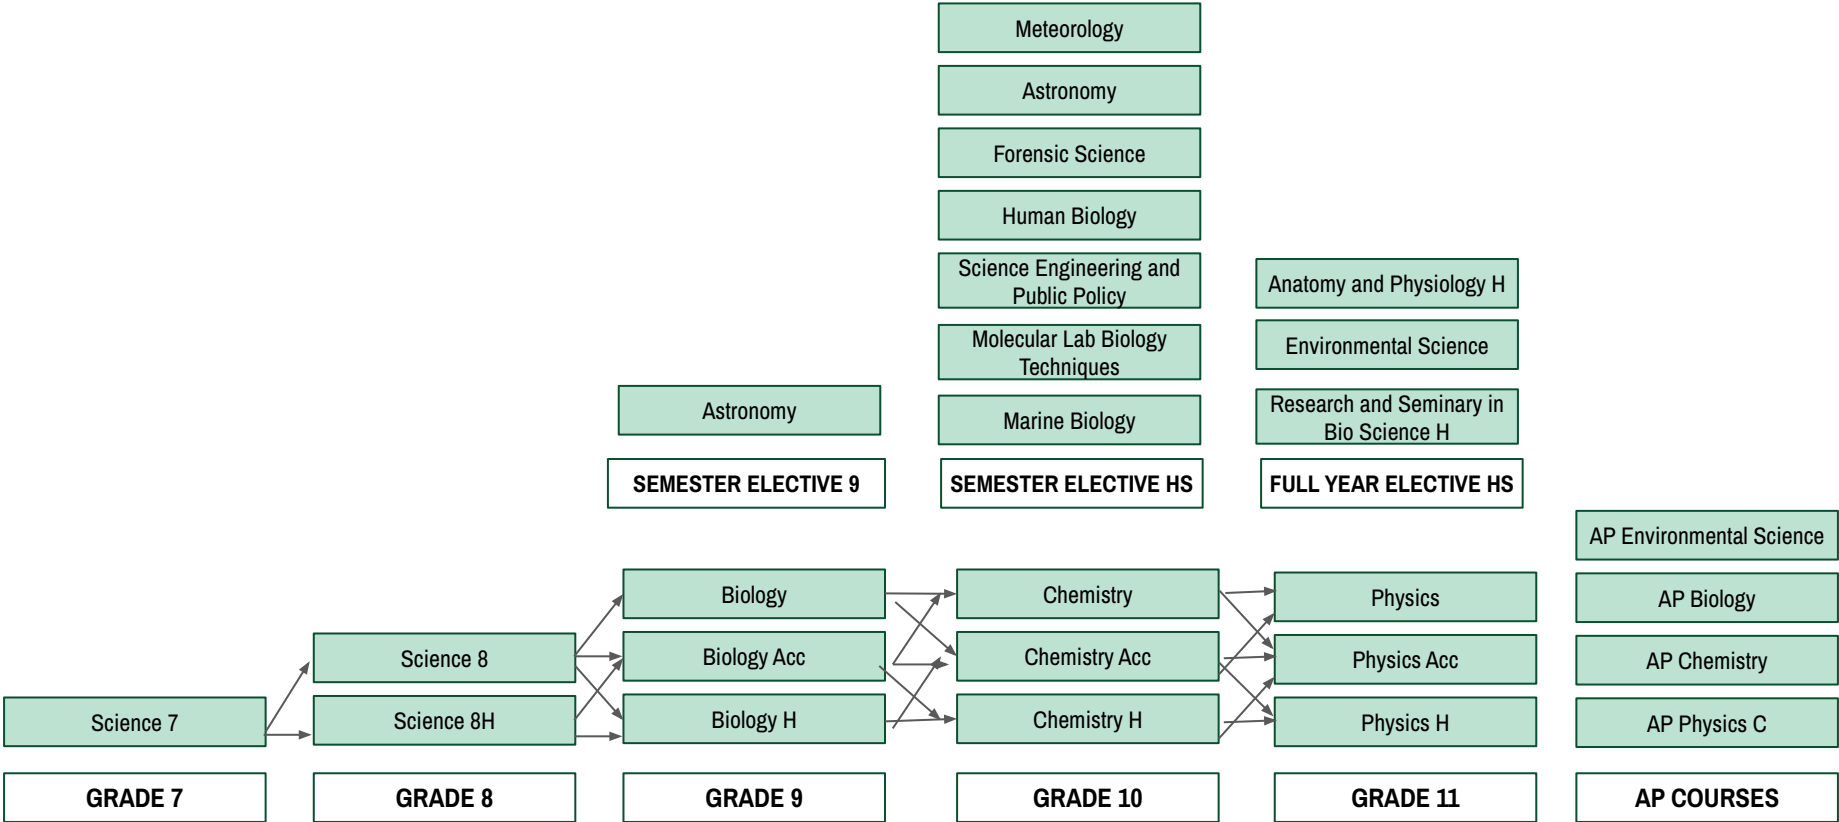 Meteorology
Astronomy
Forensic Science
Human Biology
Science Engineering and
Public Policy
Molecular Lab Biology
Techniques
Marine Biology
SEMESTER ELECTIVE HS
Anatomy and Physiology H
Environmental Science
Research and Seminary in
Bio Science H
FULL YEAR ELECTIVE HS
Astronomy
SEMESTER ELECTIVE 9
Science 7
GRADE 7
Science 8
Science 8H
GRADE 8
Biology
Biology Acc
Biology H
GRADE 9
Chemistry
Chemistry Acc
Chemistry H
GRADE 10
Physics
Physics Acc
Physics H
GRADE 11
AP Environmental Science
AP Biology
AP Chemistry
AP Physics C
AP COURSES